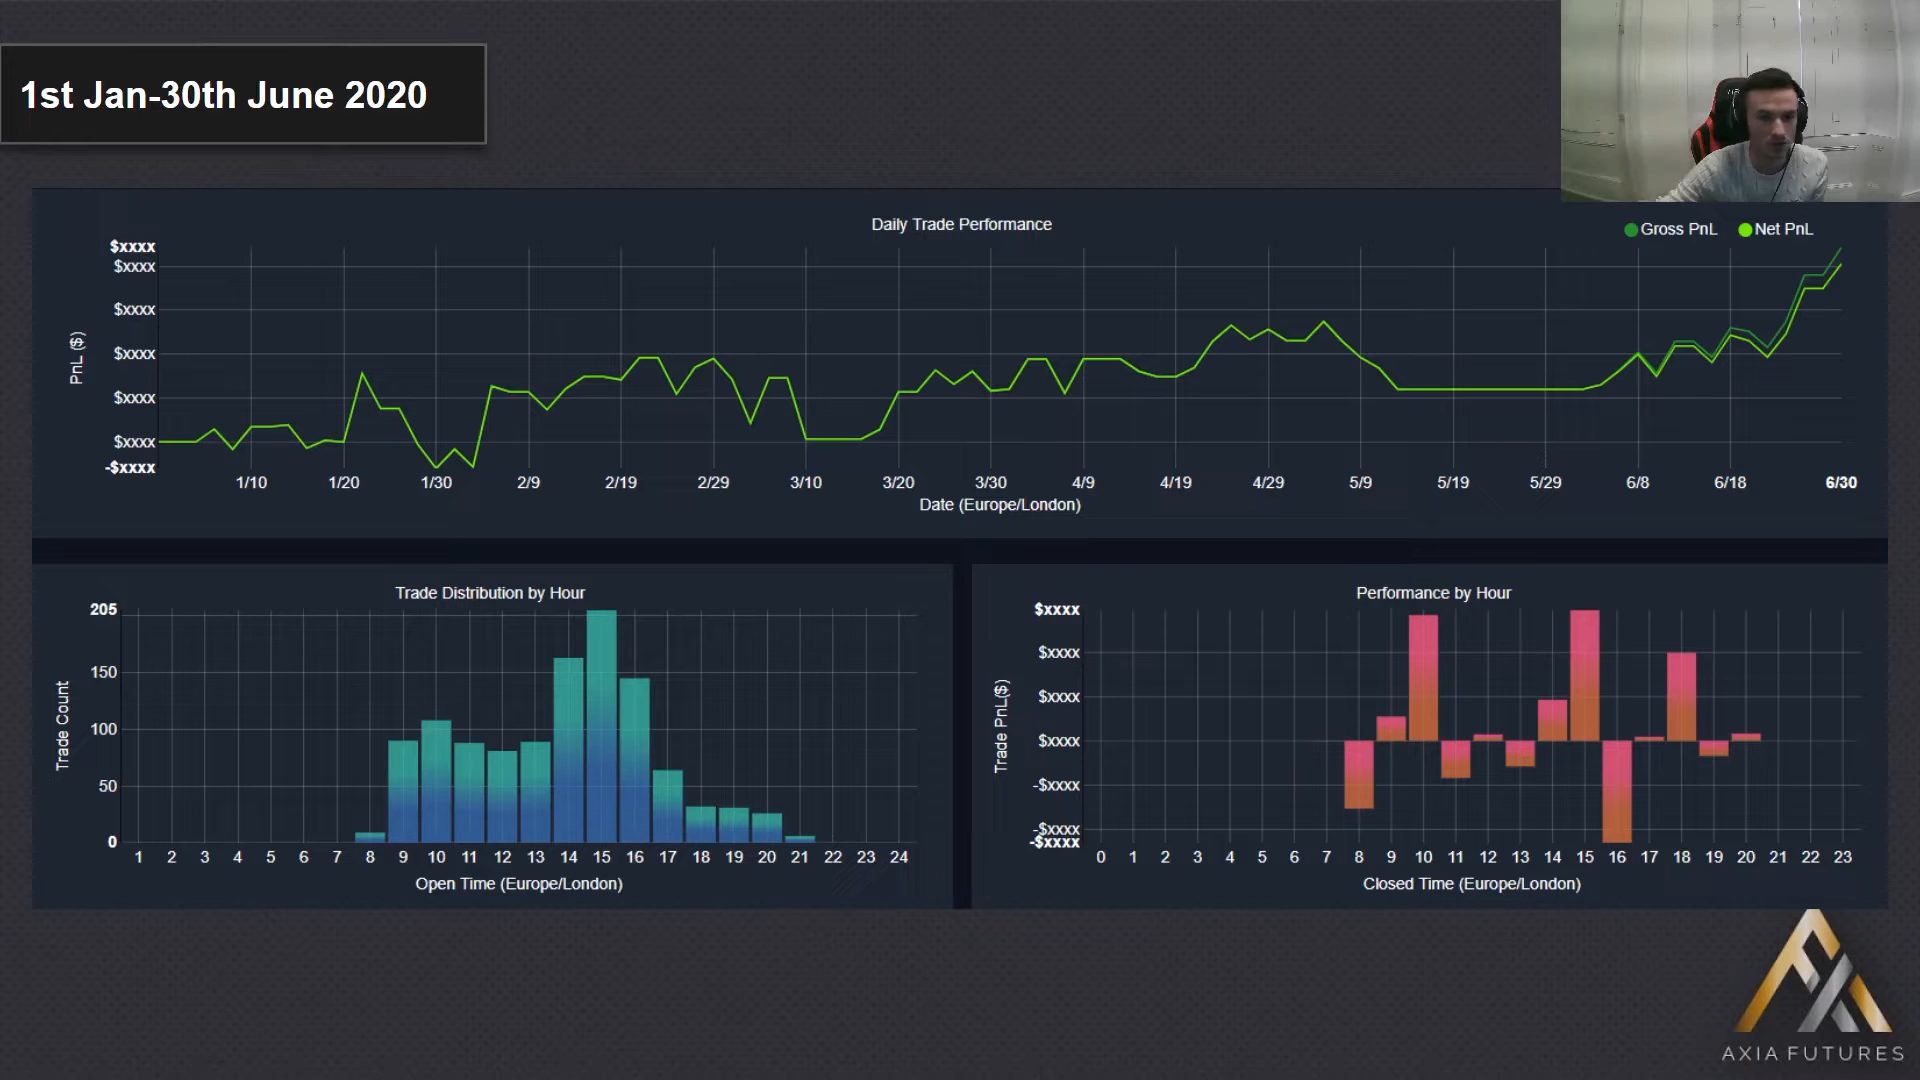 1st Jan-30th June 2020
Daily Trade Performance
Gross PnL Net PnL
$xxxx
$xxxx
$xxxx
$xxxx
$xxxx
$xxxx
-$xxxx
PnL ($)
1/10 1/20 1/30 2/9 2/19 2/29 3/10 3/20 3/30 4/9 4/19 4/29 5/9 5/19 5/29 6/8 6/18 6/30
Date (Europe/London)
Trade Distribution by Hour
205
150
100
50
0
Trade Count
1 2 3 4 5 6 7 8 9 10 11 12 13 14 15 16 17 18 19 20 21 22 23 24
Open Time (Europe/London)
Performance by Hour
$xxxx
$xxxx
$xxxx
$xxxx
-$xxxx
-$xxxx
-$xxxx
Trade PnL($)
0 1 2 3 4 5 6 7 8 9 10 11 12 13 14 15 16 17 18 19 20 21 22 23
Closed Time (Europe/London)
AXIA FUTURES